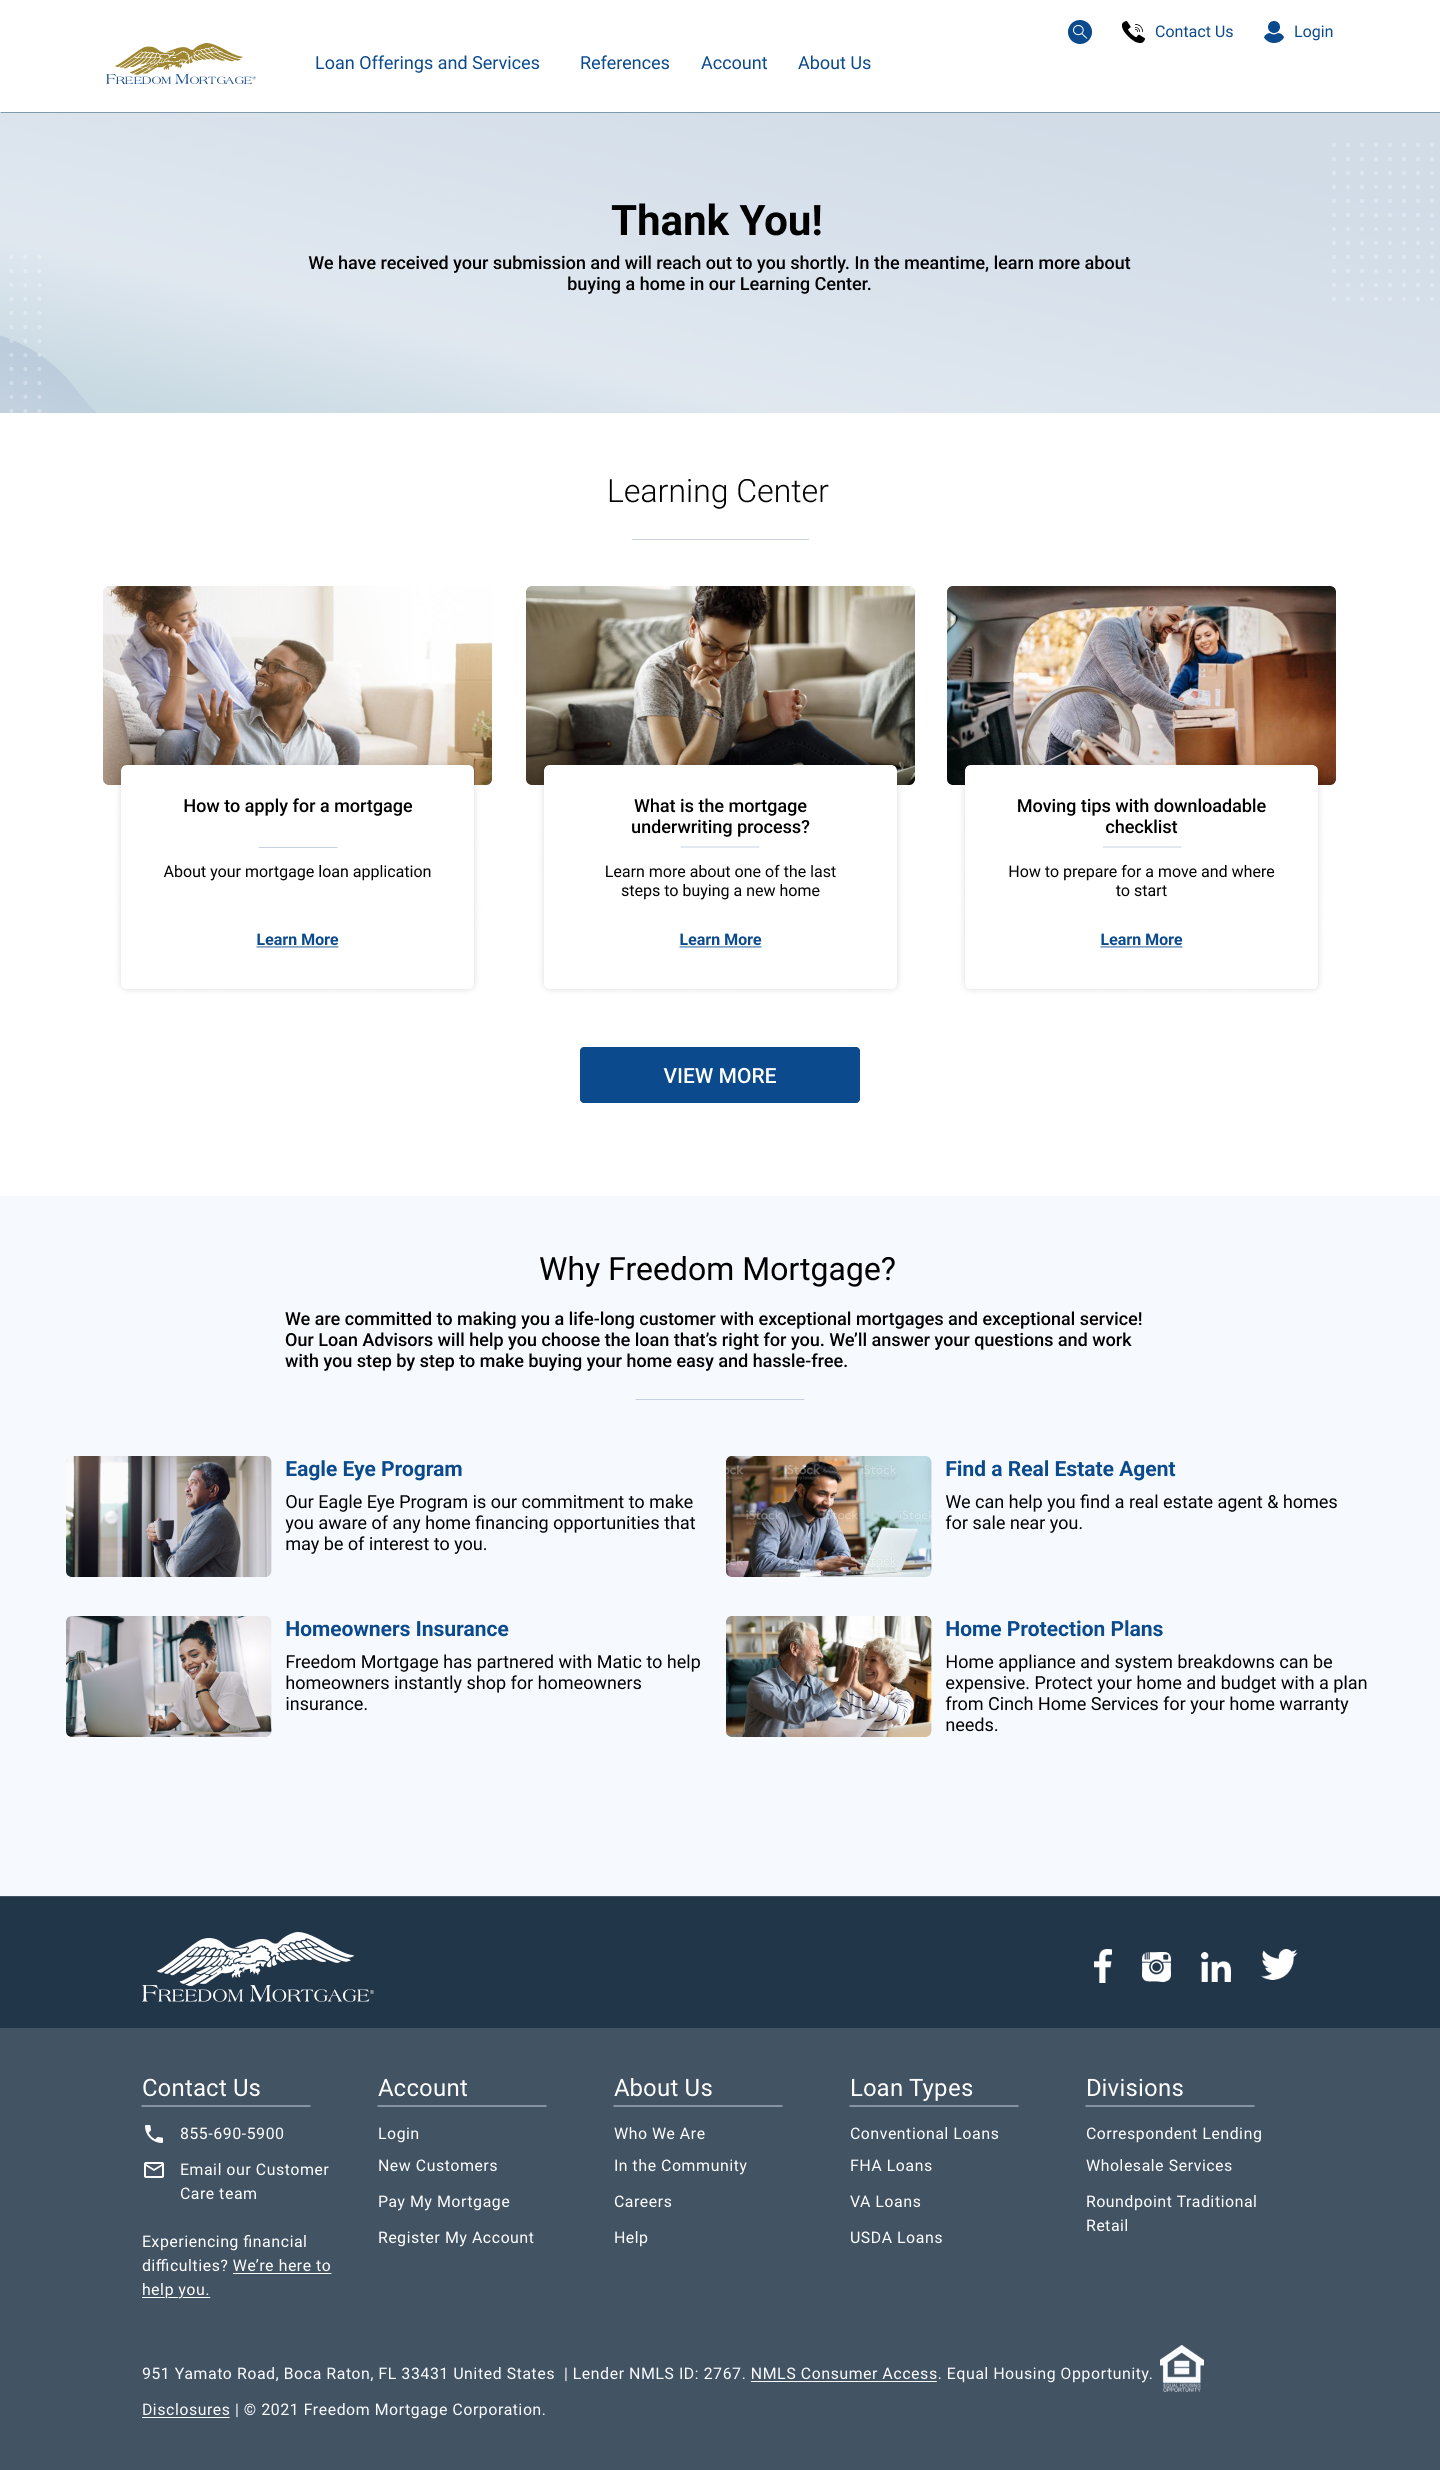 Contact Us
Login
FREEDOM MORTGAGE®
Loan Offerings and Services
References
Account
About Us
Thank You!
We have received your submission and will reach out to you shortly. In the meantime, learn more about
buying a home in our Learning Center.
Learning Center
How to apply for a mortgage
About your mortgage loan application
Learn More
What is the mortgage
underwriting process?
Learn more about one of the last
steps to buying a new home
Learn More
Moving tips with downloadable
checklist
How to prepare for a move and where
to start
Learn More
VIEW MORE
Why Freedom Mortgage?
We are committed to making you a life-long customer with exceptional mortgages and exceptional service!
Our Loan Advisors will help you choose the loan that’s right for you. We’ll answer your questions and work
with you step by step to make buying your home easy and hassle-free.
Eagle Eye Program
Our Eagle Eye Program is our commitment to make
you aware of any home financing opportunities that
may be of interest to you.
iStock
iStock
Find a Real Estate Agent
We can help you find a real estate agent & homes
for sale near you.
Homeowners Insurance
Freedom Mortgage has partnered with Matic to help
homeowners instantly shop for homeowners
insurance.
Home Protection Plans
Home appliance and system breakdowns can be
expensive. Protect your home and budget with a plan
from Cinch Home Services for your home warranty
needs.
FREEDOM MORTGAGE®
Contact Us
855-690-5900
Email our Customer
Care team
Experiencing financial
difficulties? We’re here to
help you.
Account
Login
New Customers
Pay My Mortgage
Register My Account
About Us
Who We Are
In the Community
Careers
Help
Loan Types
Conventional Loans
FHA Loans
VA Loans
USDA Loans
Divisions
Correspondent Lending
Wholesale Services
Roundpoint Traditional
Retail
951 Yamato Road, Boca Raton, FL 33431 United States | Lender NMLS ID: 2767. NMLS Consumer Access. Equal Housing Opportunity.
EQUAL HOUSING
OPPORTUNITY
Disclosures | © 2021 Freedom Mortgage Corporation.